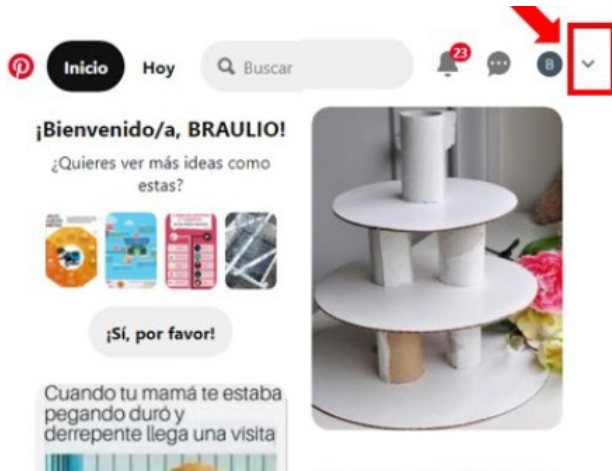 Inicio
Hoy
Buscar
23
B
¡Bienvenido/a, BRAULIO!
¿Quieres ver más ideas como
estas?
¡Sí, por favor!
Cuando tu mamá te estaba
pegando duró y
derrepente llega una visita